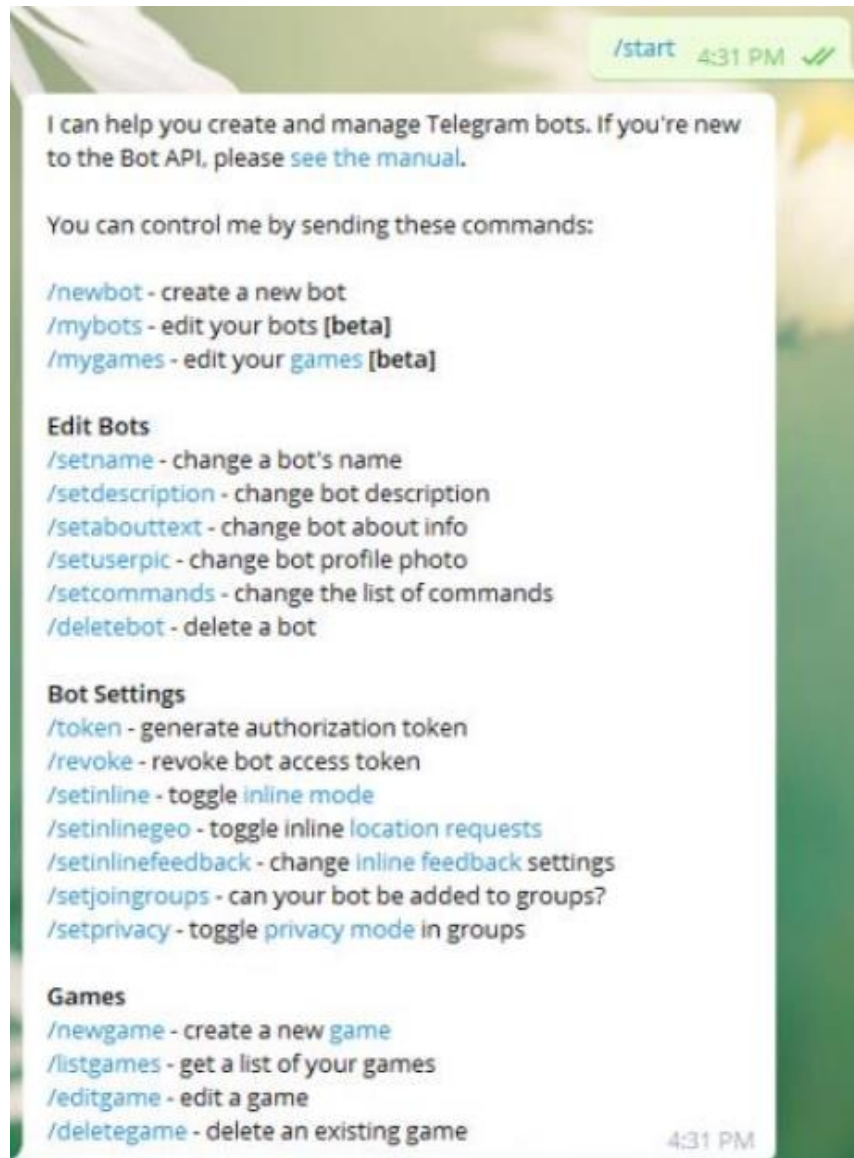 /start 4:31 PM
I can help you create and manage Telegram bots. If you're new
to the Bot API, please see the manual.
You can control me by sending these commands:
/newbot - create a new bot
/mybots - edit your bots [beta]
/mygames - edit your games [beta]
Edit Bots
/setname - change a bot's name
/setdescription - change bot description
/setabouttext - change bot about info
/setuserpic - change bot profile photo
/setcommands - change the list of commands
/deletebot - delete a bot
Bot Settings
/token - generate authorization token
/revoke - revoke bot access token
/setinline - toggle inline mode
/setinlinegeo - toggle inline location requests
/setinlinefeedback - change inline feedback settings
/setjoingroups - can your bot be added to groups?
/setprivacy - toggle privacy mode in groups
Games
/newgame - create a new game
/listgames - get a list of your games
/editgame - edit a game
/deletegame - delete an existing game
4:31 PM